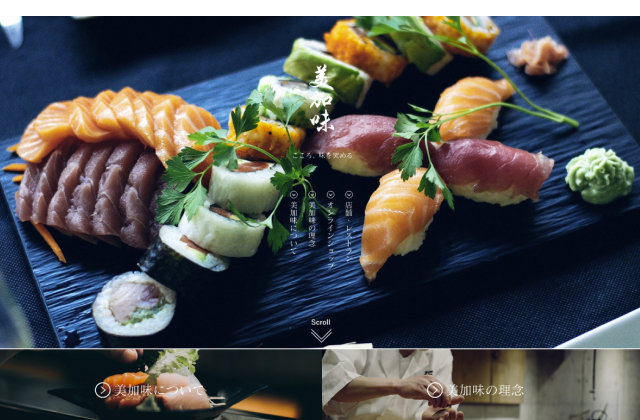 美加味
こころ、味を究める
店舗・レストラン
オンラインショップ
美加味の理念
美加味について
Scroll
美加味について
美加味の理念